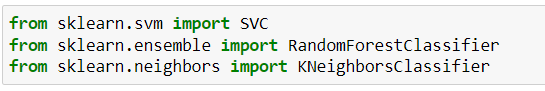 from sklearn.svm import SVC
from sklearn.ensemble import RandomForestClassifier
from sklearn.neighbors import KNeighborsClassifier